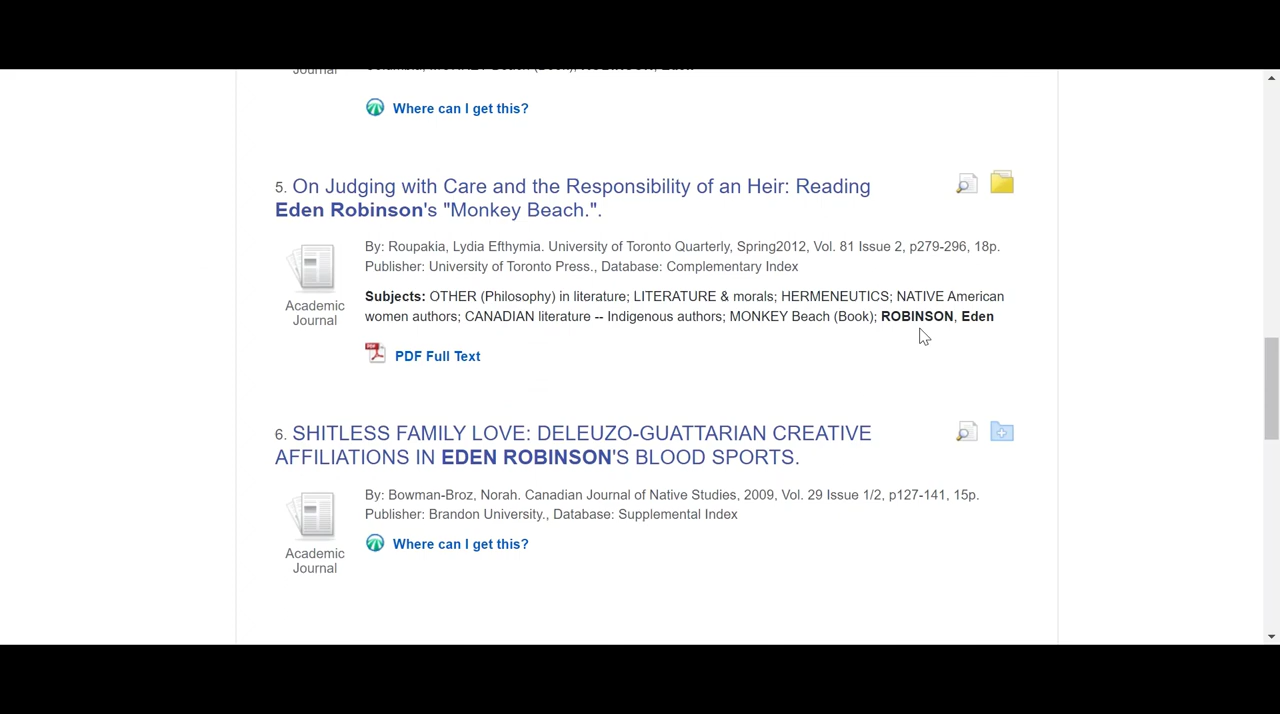 Journal
Where can I get this?
5. On Judging with Care and the Responsibility of an Heir: Reading
Eden Robinson's "Monkey Beach.".
By: Roupakia, Lydia Efthymia. University of Toronto Quarterly, Spring2012, Vol. 81 Issue 2, p279-296, 18p.
Publisher: University of Toronto Press., Database: Complementary Index
Academic
Journal
Subjects: OTHER (Philosophy) in literature; LITERATURE & morals; HERMENEUTICS; NATIVE American
women authors; CANADIAN literature -- Indigenous authors; MONKEY Beach (Book); ROBINSON, Eden
PDF Full Text
6. SHITLESS FAMILY LOVE: DELEUZO-GUATTARIAN CREATIVE
AFFILIATIONS IN EDEN ROBINSON'S BLOOD SPORTS.
By: Bowman-Broz, Norah. Canadian Journal of Native Studies, 2009, Vol. 29 Issue 1/2, p127-141, 15p.
Publisher: Brandon University., Database: Supplemental Index
Academic
Journal
Where can I get this?